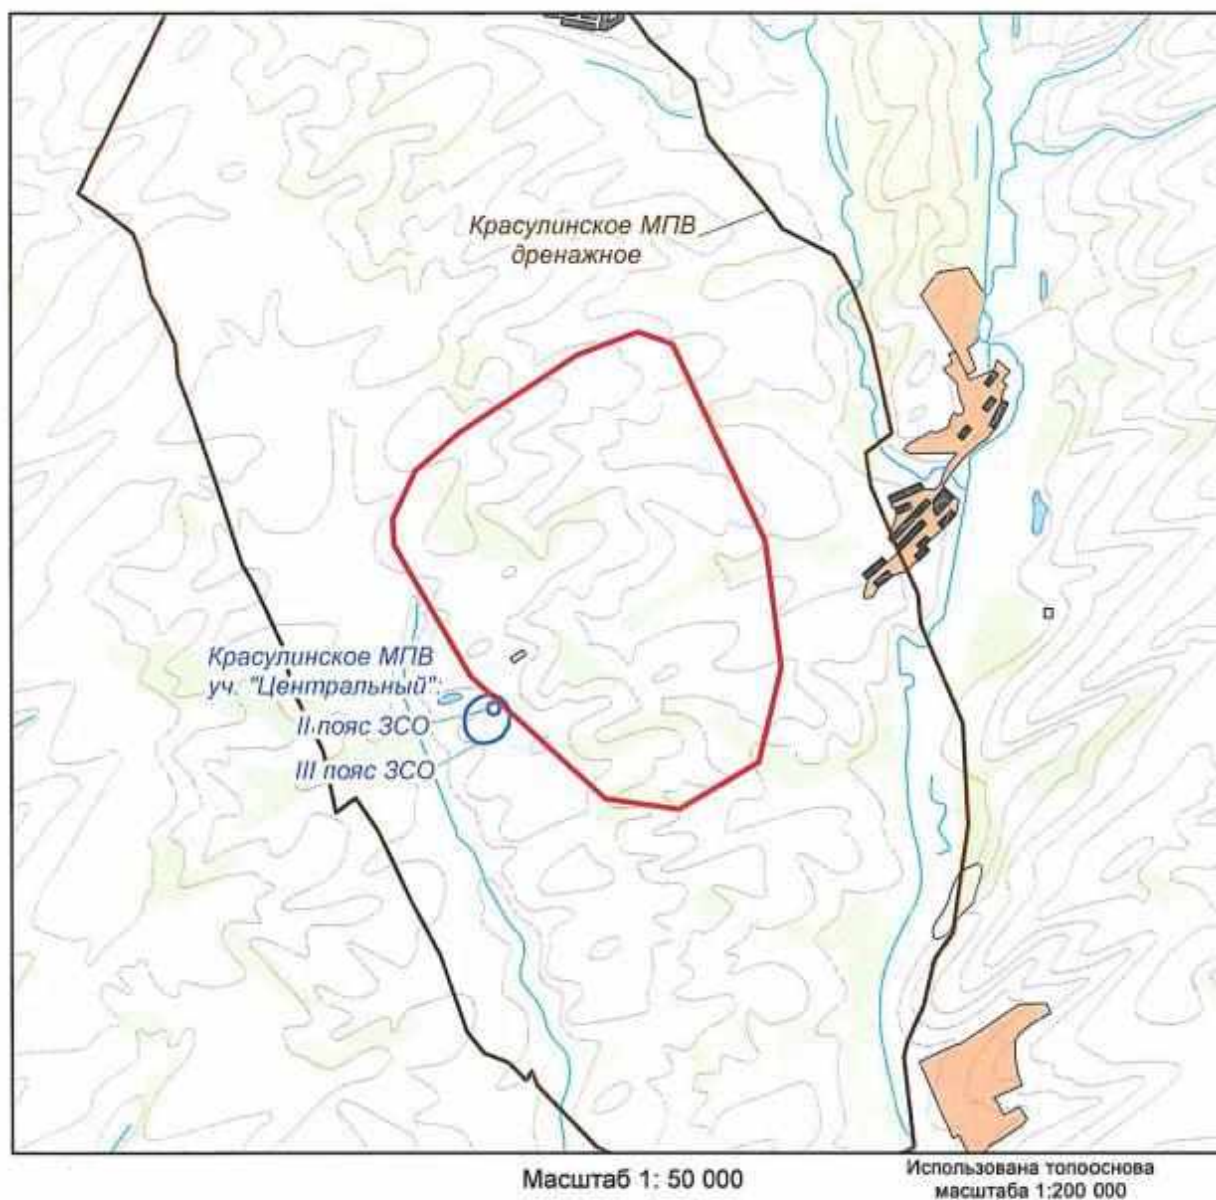 Красулинское МПВ
дренажное
Красулинское МПВ
уч. "Центральный":
II пояс ЗСО
III пояс ЗСО
Масштаб 1: 50 000
Использована топооснова
масштаба 1:200 000